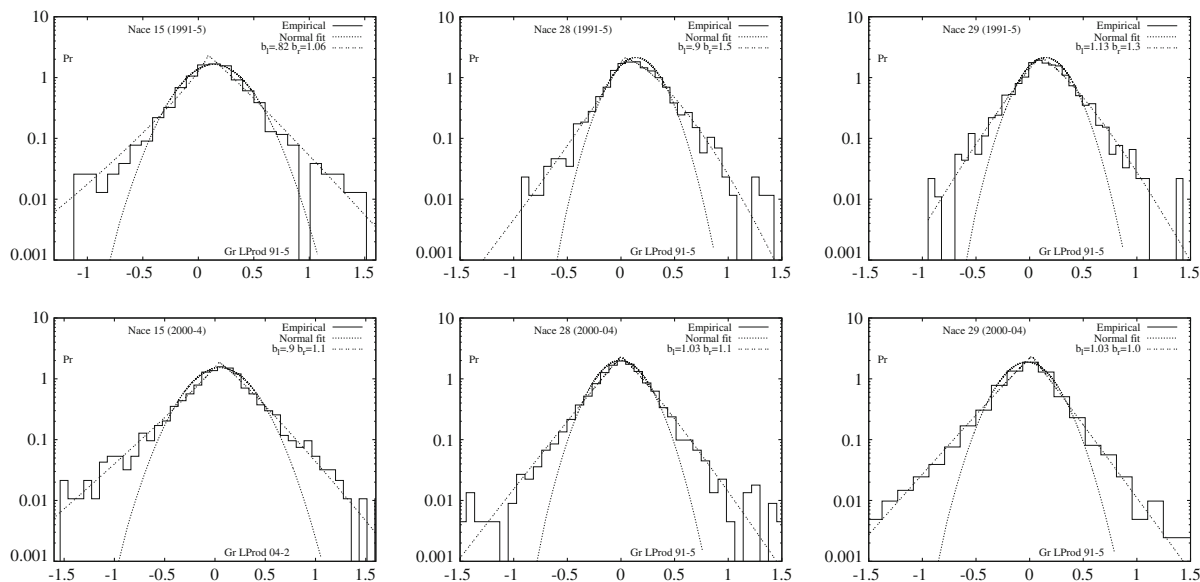 Nace 15 (1991-5)
Empirical
Normal fit
b_l=.82 b_r=1.06
Pr
10
1
0.1
0.01
0.001
Gr LProd 91-5
-1 -0.5 0 0.5 1 1.5
Nace 28 (1991-5)
Empirical
Normal fit
b_l=.9 b_r=1.5
Pr
10
1
0.1
0.01
0.001
Gr LProd 91-5
-1.5 -1 -0.5 0 0.5 1 1.5
Nace 29 (1991-5)
Empirical
Normal fit
b_l=1.13 b_r=1.3
Pr
10
1
0.1
0.01
0.001
Gr LProd 91-5
-1.5 -1 -0.5 0 0.5 1 1.5
Nace 15 (2000-4)
Empirical
Normal fit
b_l=.9 b_r=1.1
Pr
10
1
0.1
0.01
0.001
Gr LProd 04-2
-1.5 -1 -0.5 0 0.5 1 1.5
Nace 28 (2000-04)
Empirical
Normal fit
b_l=1.03 b_r=1.1
Pr
10
1
0.1
0.01
0.001
Gr LProd 91-5
-1.5 -1 -0.5 0 0.5 1 1.5
Nace 29 (2000-04)
Empirical
Normal fit
b_l=1.03 b_r=1.0
Pr
10
1
0.1
0.01
0.001
Gr LProd 91-5
-1.5 -1 -0.5 0 0.5 1 1.5